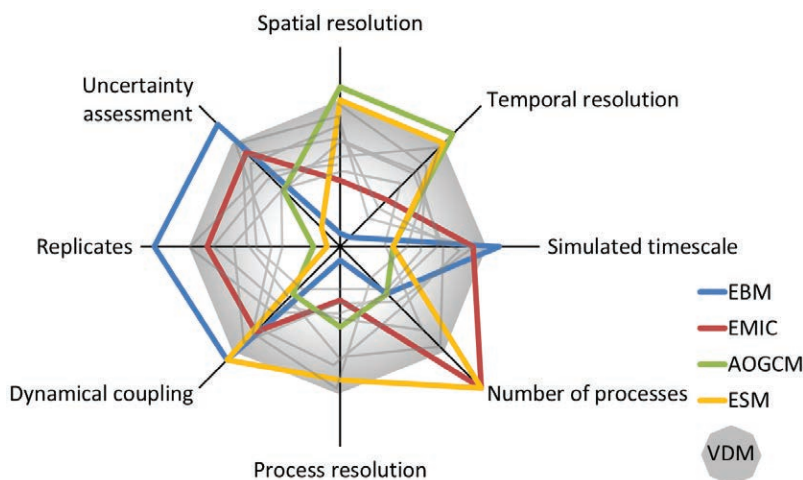 Spatial resolution
Uncertainty
assessment
Temporal resolution
Replicates
Simulated timescale
EBM
EMIC
AOGCM
ESM
VDM
Dynamical coupling
Number of processes
Process resolution